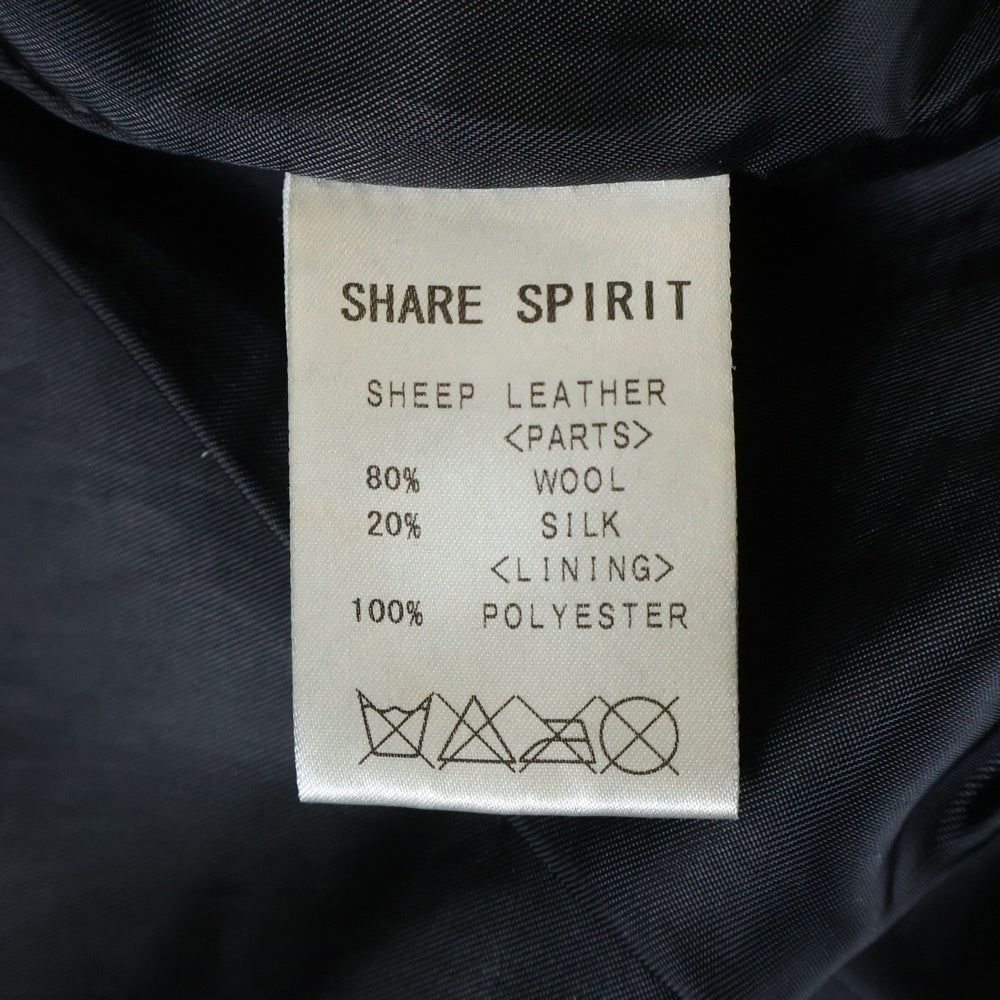 SHARE SPIRIT
SHEEP LEATHER
<PARTS>
80% WOOL
20% SILK
<LINING>
100% POLYESTER